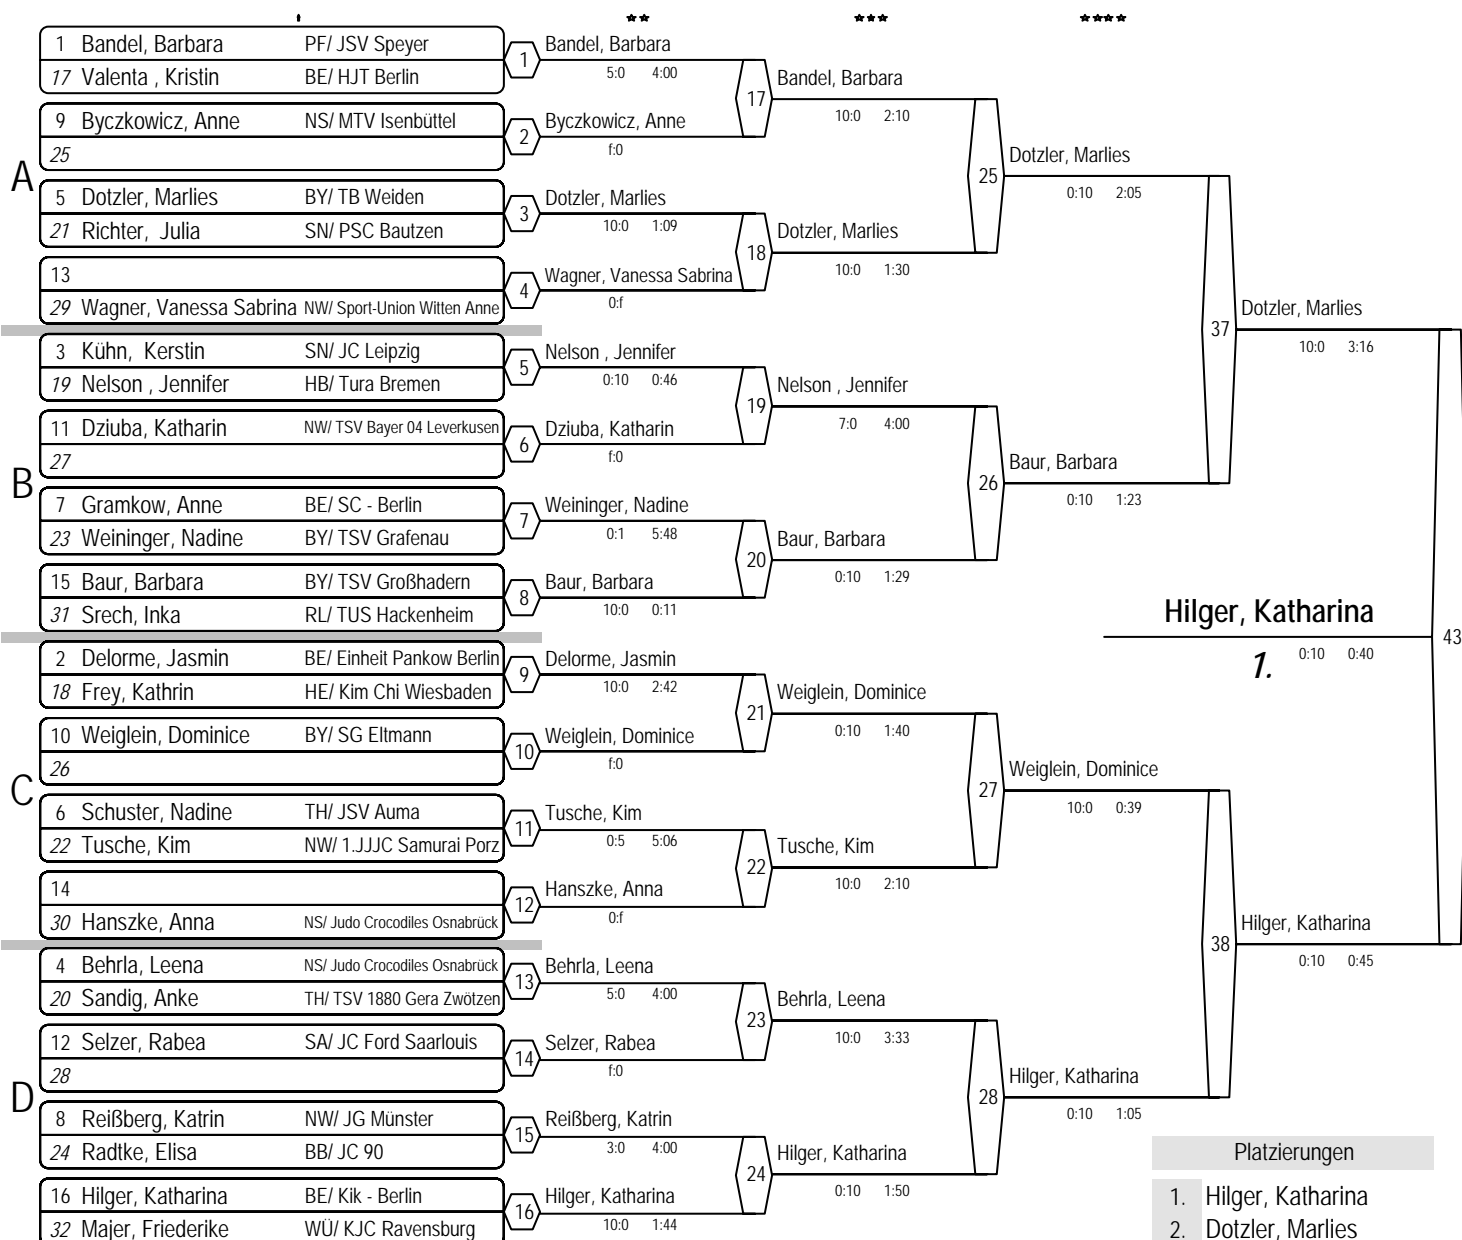 1 Bandel, Barbara PF/ JSV Speyer
17 Valenta , Kristin BE/ HJT Berlin
9 Byczkowicz, Anne NS/ MTV Isenbüttel
25
A
5 Dotzler, Marlies BY/ TB Weiden
21 Richter, Julia SN/ PSC Bautzen
13
29 Wagner, Vanessa Sabrina NW/ Sport-Union Witten Anne
3 Kühn, Kerstin SN/ JC Leipzig
19 Nelson , Jennifer HB/ Tura Bremen
11 Dziuba, Katharin NW/ TSV Bayer 04 Leverkusen
27
B
7 Gramkow, Anne BE/ SC - Berlin
23 Weininger, Nadine BY/ TSV Grafenau
15 Baur, Barbara BY/ TSV Großhadern
31 Srech, Inka RL/ TUS Hackenheim
2 Delorme, Jasmin BE/ Einheit Pankow Berlin
18 Frey, Kathrin HE/ Kim Chi Wiesbaden
10 Weiglein, Dominice BY/ SG Eltmann
26
C
6 Schuster, Nadine TH/ JSV Auma
22 Tusche, Kim NW/ 1.JJJC Samurai Porz
14
30 Hanszke, Anna NS/ Judo Crocodiles Osnabrück
4 Behrla, Leena NS/ Judo Crocodiles Osnabrück
20 Sandig, Anke TH/ TSV 1880 Gera Zwötzen
12 Selzer, Rabea SA/ JC Ford Saarlouis
28
D
8 Reißberg, Katrin NW/ JG Münster
24 Radtke, Elisa BB/ JC 90
16 Hilger, Katharina BE/ Kik - Berlin
32 Majer, Friederike WÜ/ KJC Ravensburg
1 Bandel, Barbara
5:0 4:00
2 Byczkowicz, Anne
f:0
3 Dotzler, Marlies
10:0 1:09
4 Wagner, Vanessa Sabrina
0:f
5 Nelson , Jennifer
0:10 0:46
6 Dziuba, Katharin
f:0
7 Weininger, Nadine
0:1 5:48
8 Baur, Barbara
10:0 0:11
9 Delorme, Jasmin
10:0 2:42
10 Weiglein, Dominice
f:0
11 Tusche, Kim
0:5 5:06
12 Hanszke, Anna
0:f
13 Behrla, Leena
5:0 4:00
14 Selzer, Rabea
f:0
15 Reißberg, Katrin
3:0 4:00
16 Hilger, Katharina
10:0 1:44
17 Bandel, Barbara
10:0 2:10
18 Dotzler, Marlies
10:0 1:30
19 Nelson , Jennifer
7:0 4:00
20 Baur, Barbara
0:10 1:29
21 Weiglein, Dominice
0:10 1:40
22 Tusche, Kim
10:0 2:10
23 Behrla, Leena
10:0 3:33
24 Hilger, Katharina
0:10 1:50
25 Dotzler, Marlies
0:10 2:05
26 Baur, Barbara
0:10 1:23
27 Weiglein, Dominice
10:0 0:39
28 Hilger, Katharina
0:10 1:05
37 Dotzler, Marlies
10:0 3:16
38 Hilger, Katharina
0:10 0:45
Hilger, Katharina
43
1. 0:10 0:40
Platzierungen
1. Hilger, Katharina
2. Dotzler, Marlies